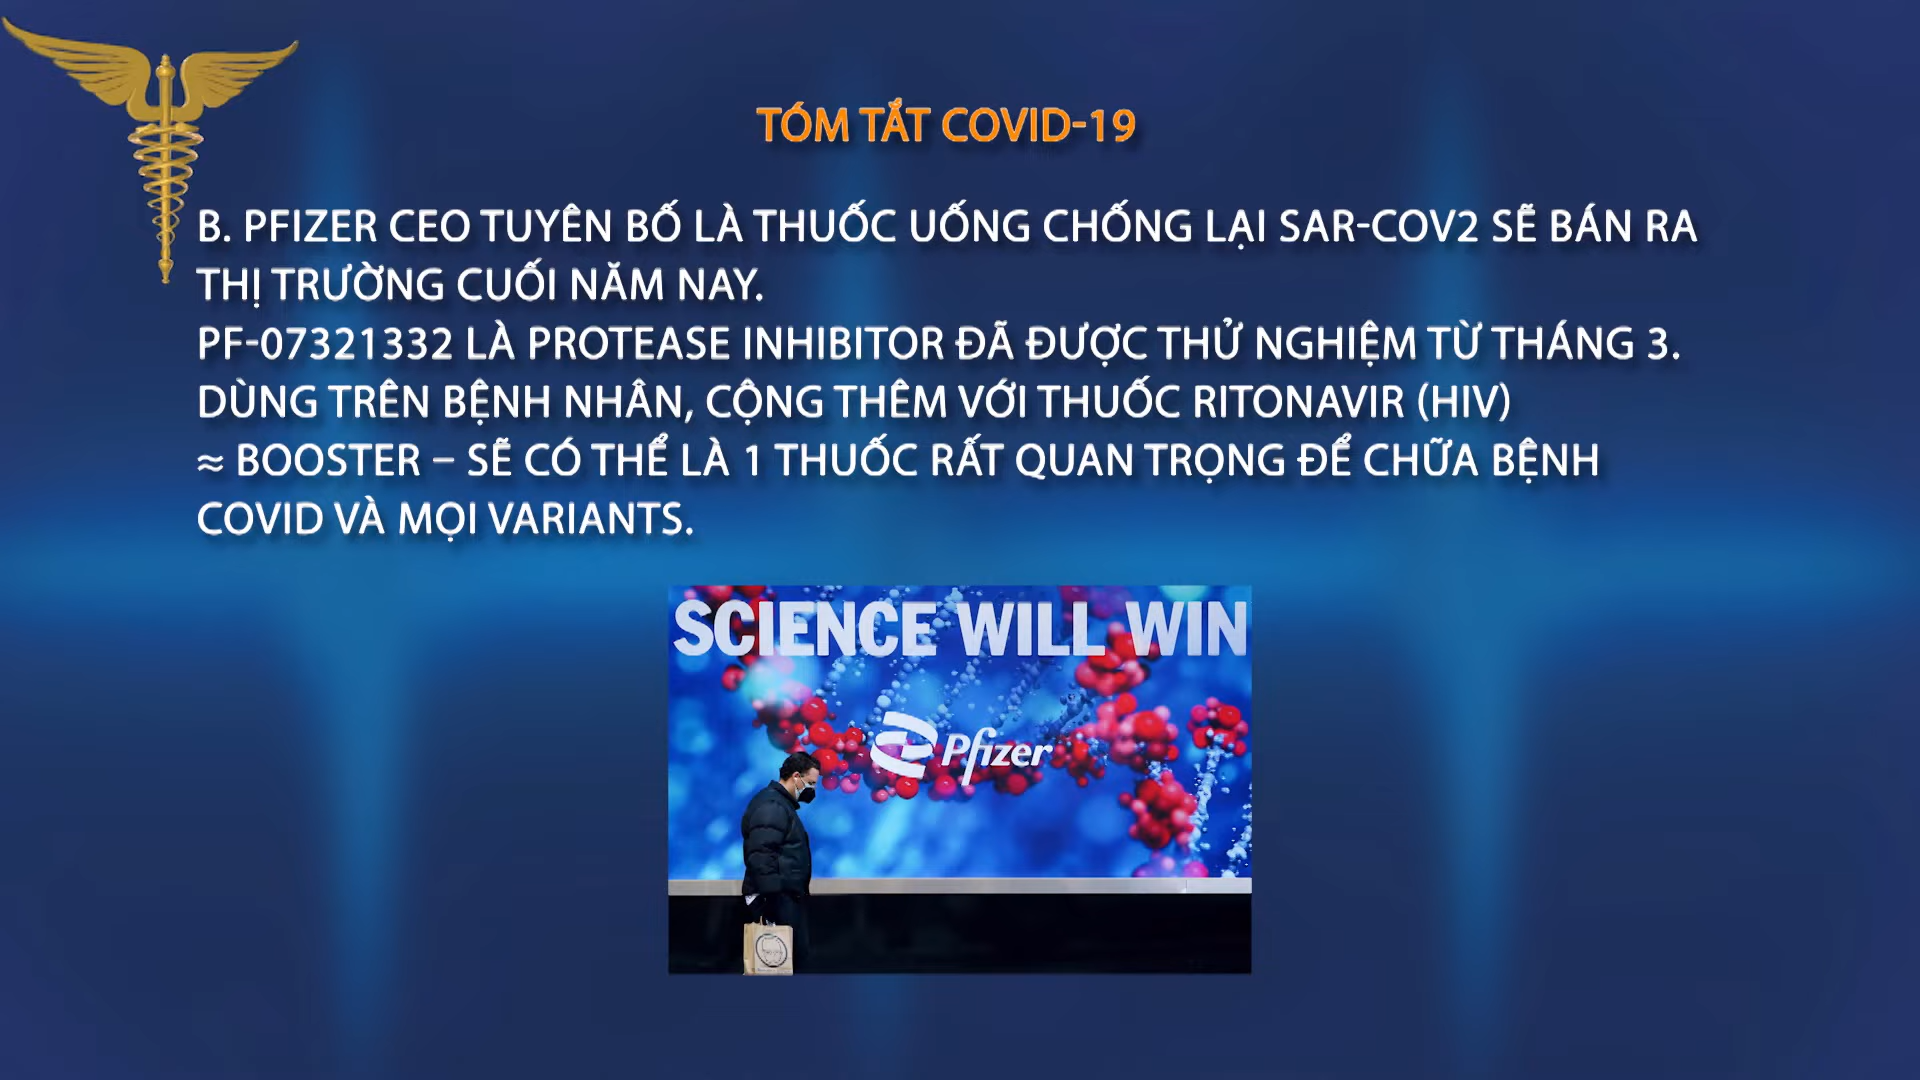 TÓM TẮT COVID-19
B. PFIZER CEO TUYÊN BỐ LÀ THUỐC UỐNG CHỐNG LẠI SAR-COV2 SẼ BÁN RA
THỊ TRƯỜNG CUỐI NĂM NAY.
PF-07321332 LÀ PROTEASE INHIBITOR ĐÃ ĐƯỢC THỬ NGHIỆM TỪ THÁNG 3.
DÙNG TRÊN BỆNH NHÂN, CỘNG THÊM VỚI THUỐC RITONAVIR (HIV)
≈ BOOSTER – SẼ CÓ THỂ LÀ 1 THUỐC RẤT QUAN TRỌNG ĐỂ CHỮA BỆNH
COVID VÀ MỌI VARIANTS.
SCIENCE WILL WIN
Pfizer